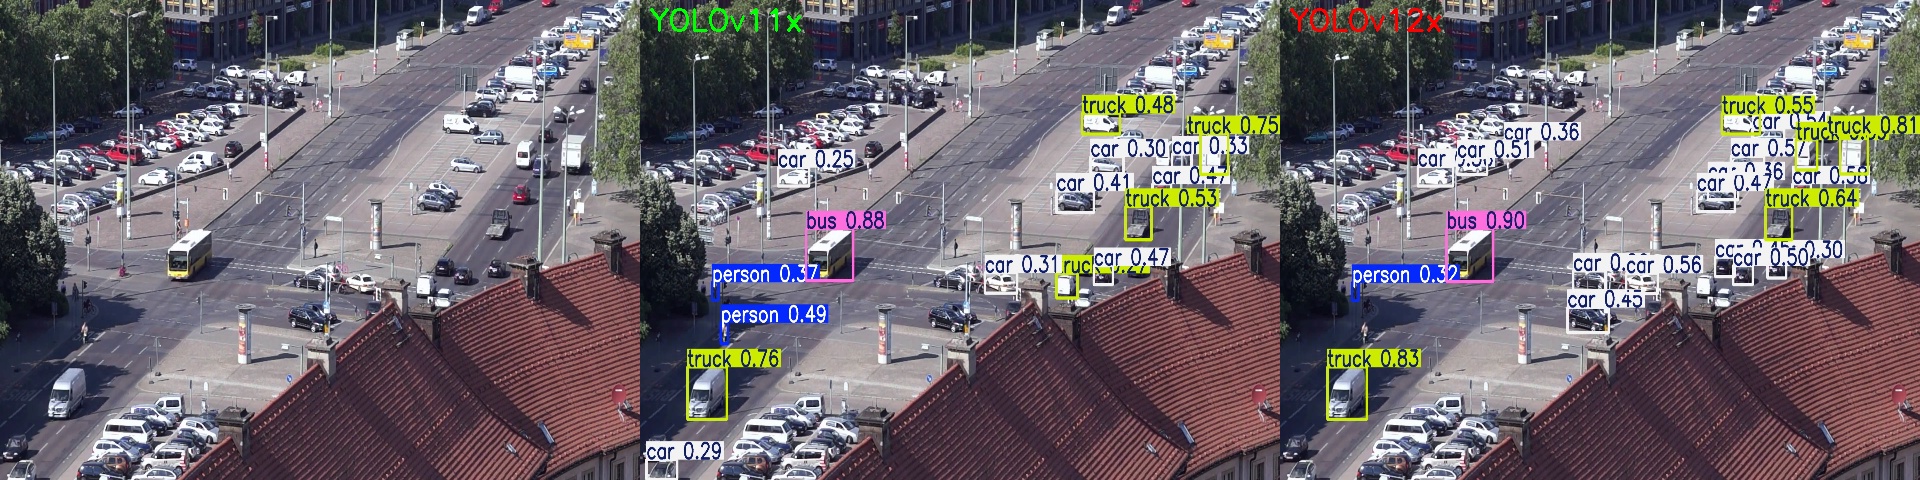 YOLOv11x
truck 0.48
truck 0.75
car 0.25
car 0.30
car 0.41
truck 0.53
bus 0.88
person 0.37
car 0.31
car 0.47
person 0.49
truck 0.76
car 0.29
YOLOv12x
truck 0.55
truck 0.81
car 0.36
car 0.51
car
car 0.57
car 0.47
truck 0.64
bus 0.90
person 0.32
car 0.56
0.50
0.30
car 0.45
truck 0.83